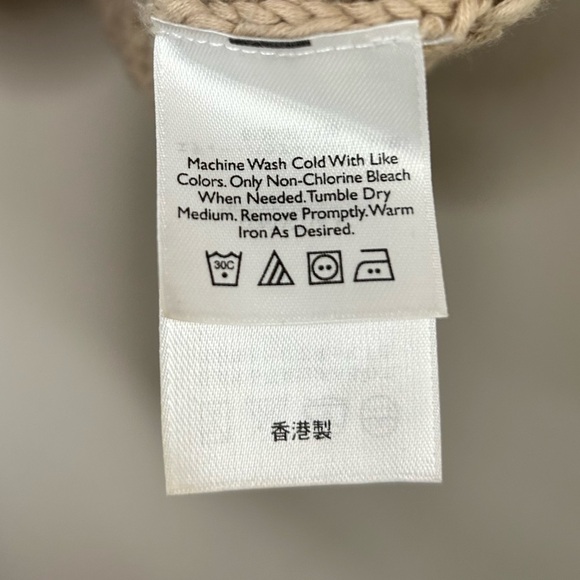 Machine Wash Cold With Like
Colors. Only Non-Chlorine Bleach
When Needed. Tumble Dry
Medium. Remove Promptly. Warm
Iron As Desired.
30C
香港製